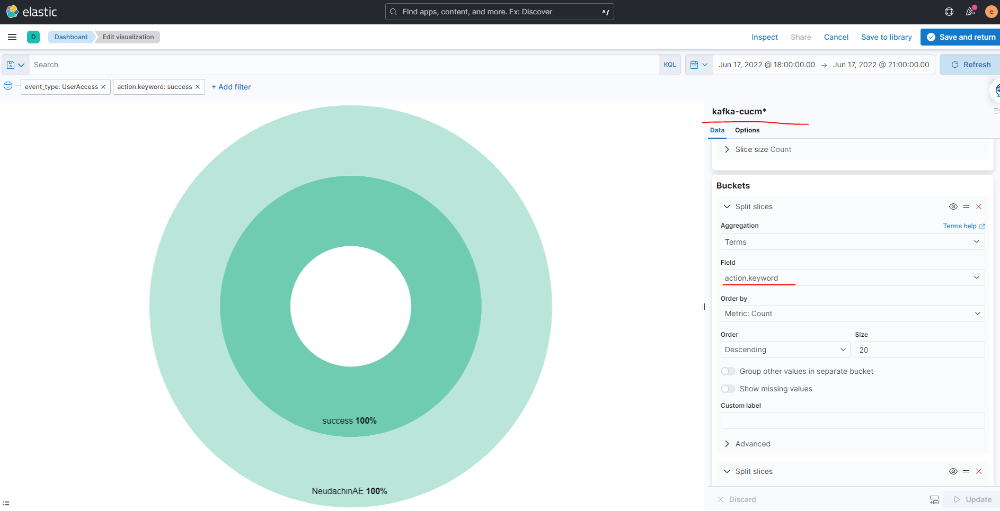 elastic
Find apps, content, and more. Ex: Discover
^/
e
D
Dashboard
Edit visualization
Inspect
Share
Cancel
Save to library
Save and return
Search
KQL
Jun 17, 2022 @ 18:00:00.00 → Jun 17, 2022 @ 21:00:00.00
Refresh
event_type: UserAccess ×
action.keyword: success ×
+ Add filter
success 100%
NeudachinAE 100%
kafka-cucm*
Data
Options
Slice size Count
Buckets
Split slices
Aggregation
Terms help
Terms
Field
action.keyword
Order by
Metric: Count
Order
Size
Descending
20
Group other values in separate bucket
Show missing values
Custom label
Advanced
Split slices
Discard
Update